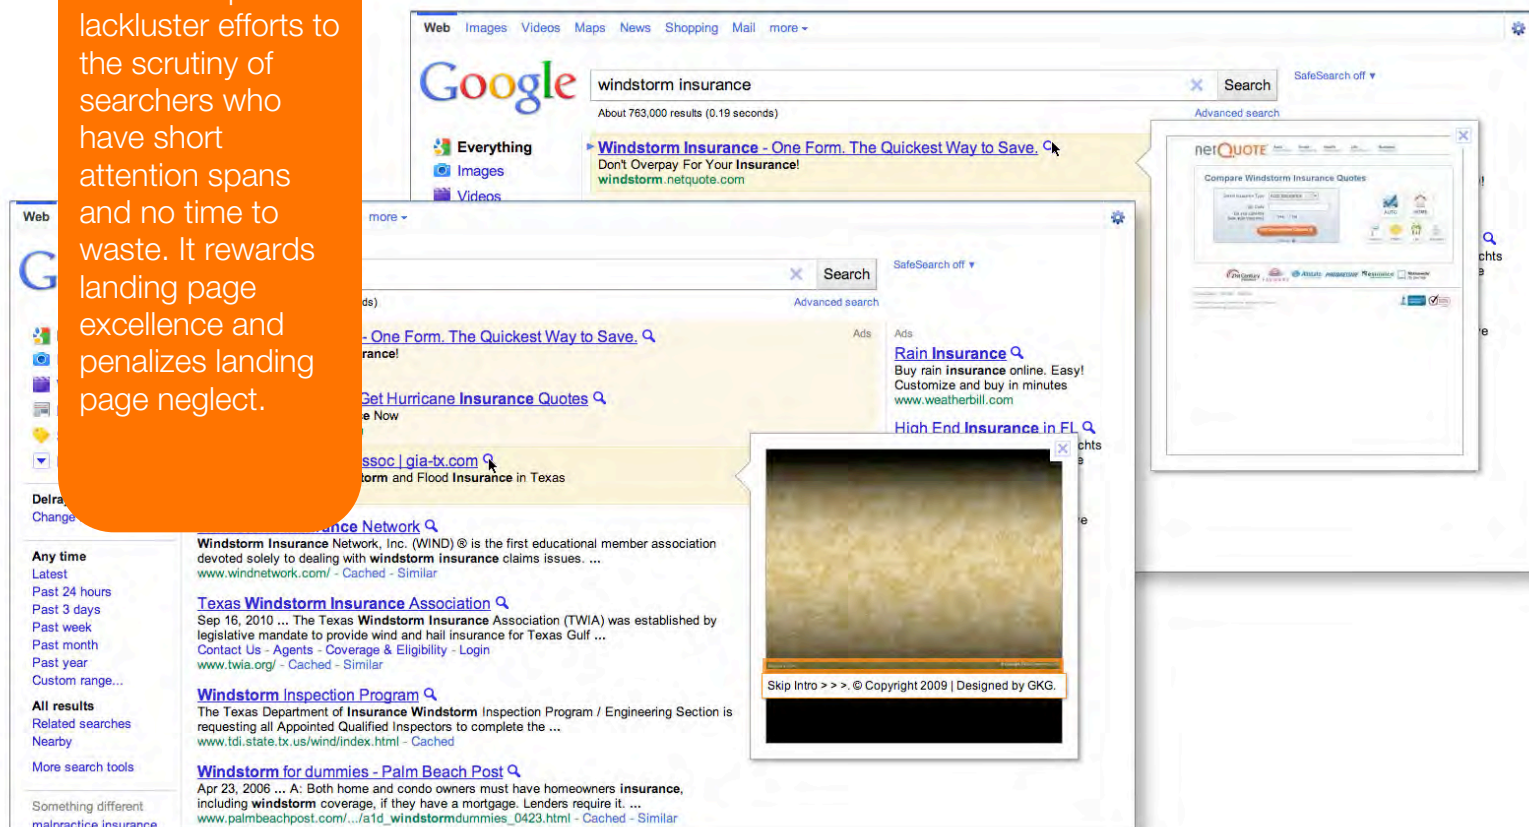 lackluster efforts to
the scrutiny of
searchers who
have short
attention spans
and no time to
waste. It rewards
landing page
excellence and
penalizes landing
page neglect.
Web Images Videos Maps News Shopping Mail more
Google
windstorm insurance
Search
SafeSearch off
About 763,000 results (0.19 seconds)
Advanced search
Everything
Images
Videos
Windstorm Insurance - One Form. The Quickest Way to Save.
Don't Overpay For Your Insurance!
windstorm.netquote.com
netQUOTE
Compare Windstorm Insurance Quotes
AUTO HOME
Web
more
G
Search
SafeSearch off
ds)
Advanced search
- One Form. The Quickest Way to Save.
rance!
Ads
Get Hurricane Insurance Quotes
e Now
ssoc | gia-tx.com
torm and Flood Insurance in Texas
Ads
Rain Insurance
Buy rain insurance online. Easy!
Customize and buy in minutes
www.weatherbill.com
High End Insurance in FL
chts
chts
Delra
Change
Any time
Latest
Past 24 hours
Past 3 days
Past week
Past month
Past year
Custom range...
All results
Related searches
Nearby
More search tools
Something different
malpractice insurance
nce Network
Windstorm Insurance Network, Inc. (WIND) ® is the first educational member association
devoted solely to dealing with windstorm insurance claims issues. ...
www.windnetwork.com/ - Cached - Similar
Texas Windstorm Insurance Association
Sep 16, 2010 ... The Texas Windstorm Insurance Association (TWIA) was established by
legislative mandate to provide wind and hail insurance for Texas Gulf ...
Contact Us - Agents - Coverage & Eligibility - Login
www.twia.org/ - Cached - Similar
Windstorm Inspection Program
The Texas Department of Insurance Windstorm Inspection Program / Engineering Section is
requesting all Appointed Qualified Inspectors to complete the ...
www.tdi.state.tx.us/wind/index.html - Cached
Windstorm for dummies - Palm Beach Post
Apr 23, 2006 ... A: Both home and condo owners must have homeowners insurance,
including windstorm coverage, if they have a mortgage. Lenders require it. ...
www.palmbeachpost.com/.../a1d_windstormdummies_0423.html - Cached - Similar
Skip Intro > > >. © Copyright 2009 | Designed by GKG.